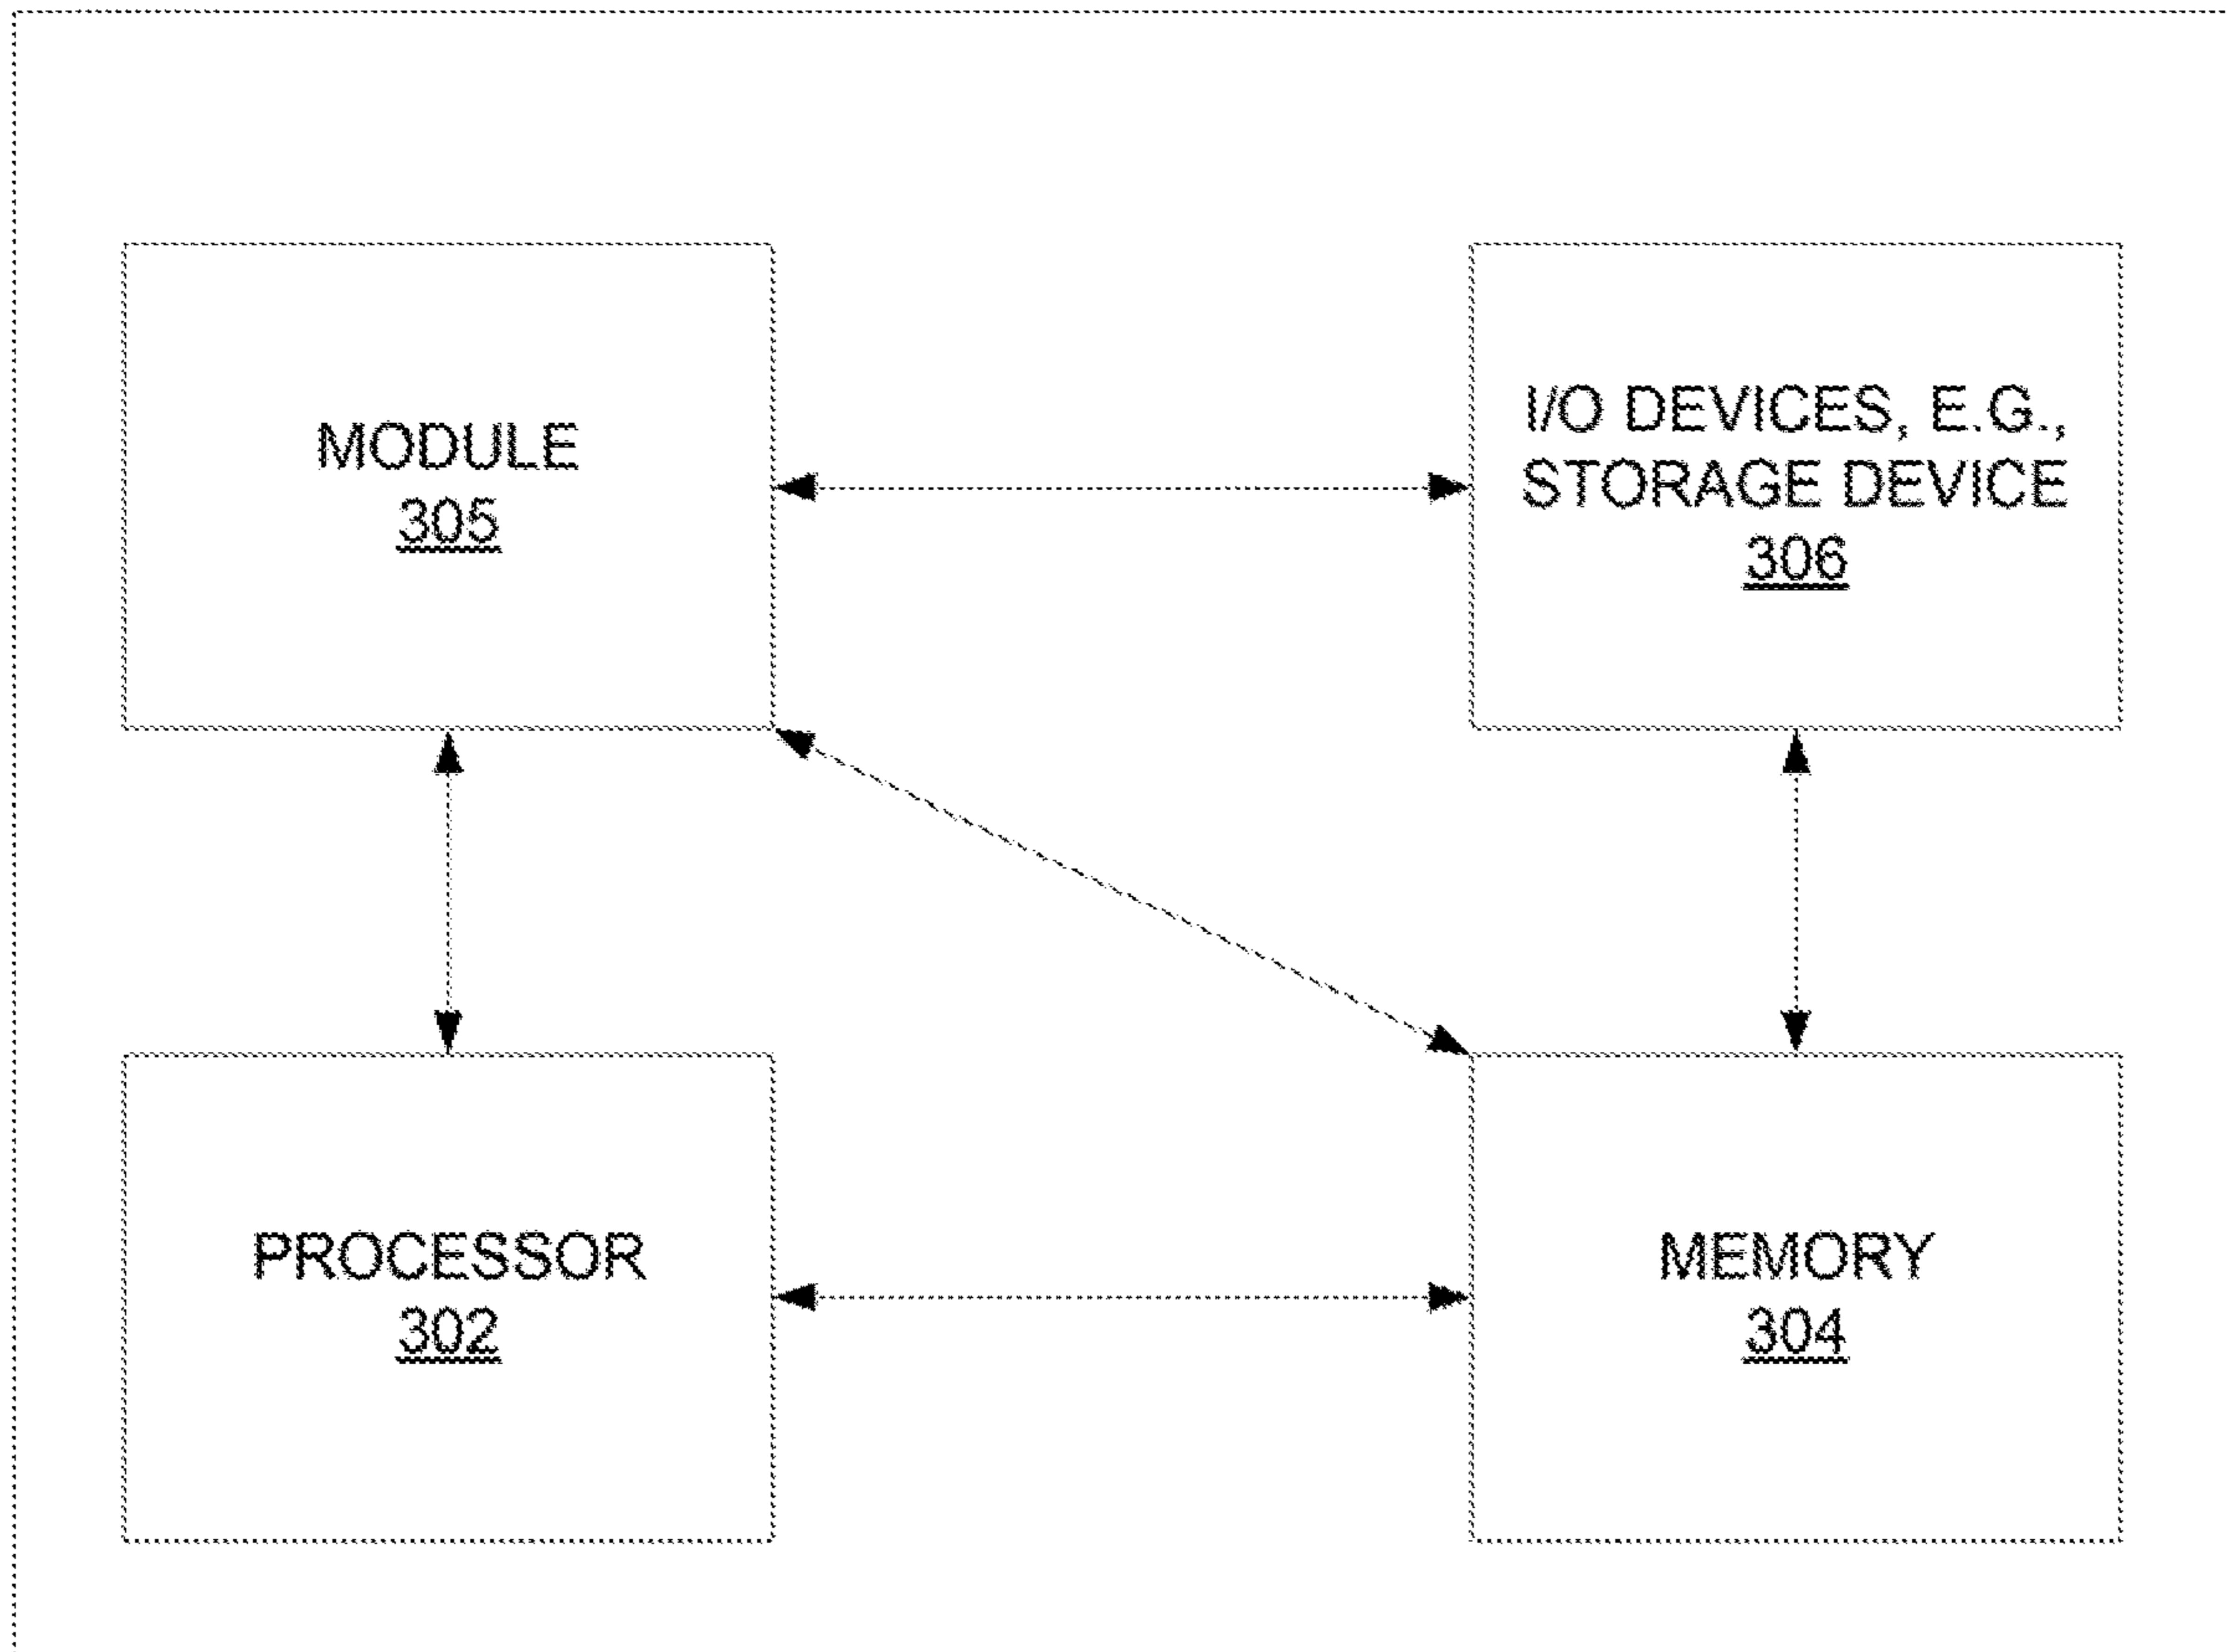 MODULE
305
I/O DEVICES, E.G.,
STORAGE DEVICE
306
PROCESSOR
302
MEMORY
304